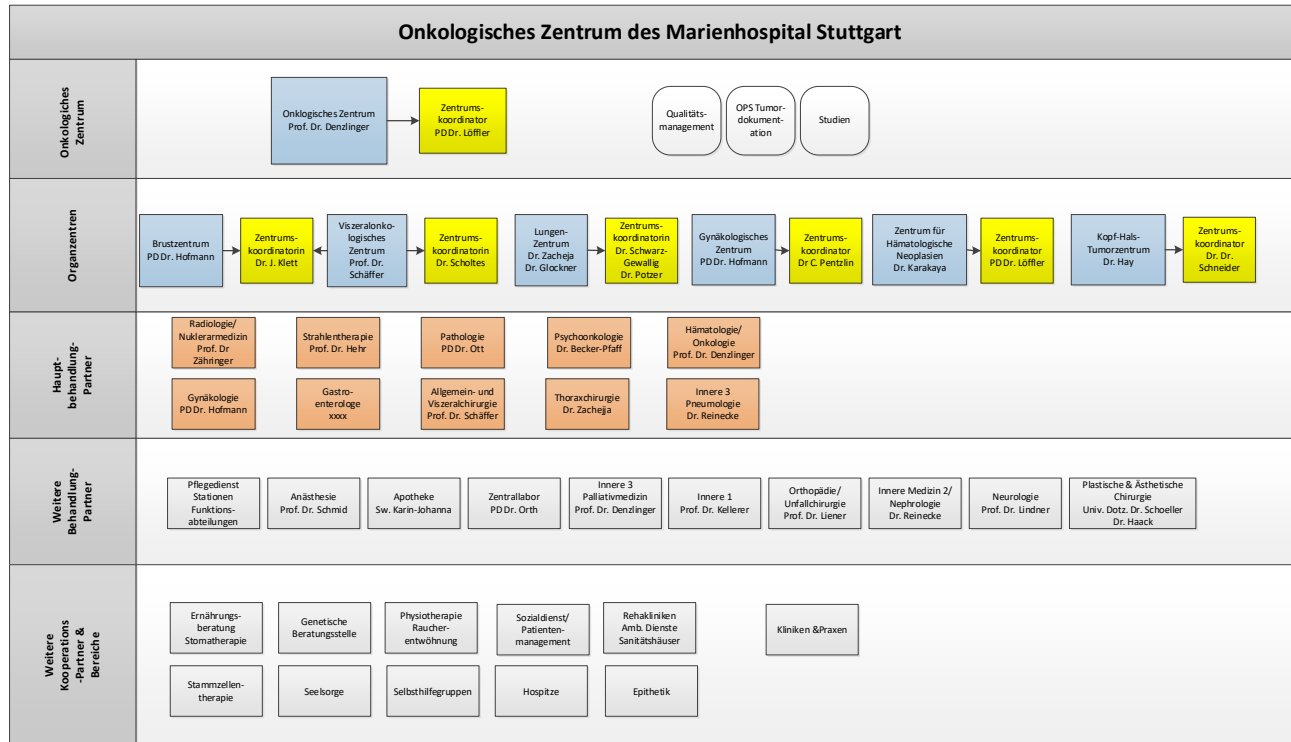 Onkologisches Zentrum des Marienhospital Stuttgart
Onkologiches
Zentrum
Onklogisches Zentrum
Prof. Dr. Denzlinger
Zentrums-
koordinator
PD Dr. Löffler
Qualitäts-
management
OPS Tumor-
dokument-
ation
Studien
Organzentren
Brustzentrum
PD Dr. Hofmann
Zentrums-
koordinatorin
Dr. J. Klett
Viszeralonko-
logisches
Zentrum
Prof. Dr.
Schäffer
Zentrums-
koordinatorin
Dr. Scholtes
Lungen-
Zentrum
Dr. Zacheja
Dr. Glockner
Zentrums-
koordinatorin
Dr. Schwarz-
Gewallig
Dr. Potzer
Gynäkologisches
Zentrum
PD Dr. Hofmann
Zentrums-
koordinator
Dr C. Pentzlin
Zentrum für
Hämatologische
Neoplasien
Dr. Karakaya
Zentrums-
koordinator
PD Dr. Löffler
Kopf-Hals-
Tumorzentrum
Dr. Hay
Zentrums-
koordinator
Dr. Dr.
Schneider
Haupt-
behandlung-
Partner
Radiologie/
Nuklerarmedizin
Prof. Dr
Zähringer
Strahlentherapie
Prof. Dr. Hehr
Pathologie
PD Dr. Ott
Psychoonkologie
Dr. Becker-Pfaff
Hämatologie/
Onkologie
Prof. Dr. Denzlinger
Gynäkologie
PD Dr. Hofmann
Gastro-
enterologe
xxxx
Allgemein- und
Viszeralchirurgie
Prof. Dr. Schäffer
Thoraxchirurgie
Dr. Zachejja
Innere 3
Pneumologie
Dr. Reinecke
Weitere
Behandlung-
Partner
Pflegedienst
Stationen
Funktions-
abteilungen
Anästhesie
Prof. Dr. Schmid
Apotheke
Sw. Karin-Johanna
Zentrallabor
PD Dr. Orth
Innere 3
Palliativmedizin
Prof. Dr. Denzlinger
Innere 1
Prof. Dr. Kellerer
Orthopädie/
Unfallchirurgie
Prof. Dr. Liener
Innere Medizin 2/
Nephrologie
Dr. Reinecke
Neurologie
Prof. Dr. Lindner
Plastische & Ästhetische
Chirurgie
Univ. Dotz. Dr. Schoeller
Dr. Haack
Weitere
Kooperations
-Partner &
Bereiche
Ernährungs-
beratung
Stomatherapie
Genetische
Beratungsstelle
Physiotherapie
Raucher-
entwöhnung
Sozialdienst/
Patienten-
management
Rehakliniken
Amb. Dienste
Sanitätshäuser
Kliniken &Praxen
Stammzellen-
therapie
Seelsorge
Selbsthilfegruppen
Hospitze
Epithetik